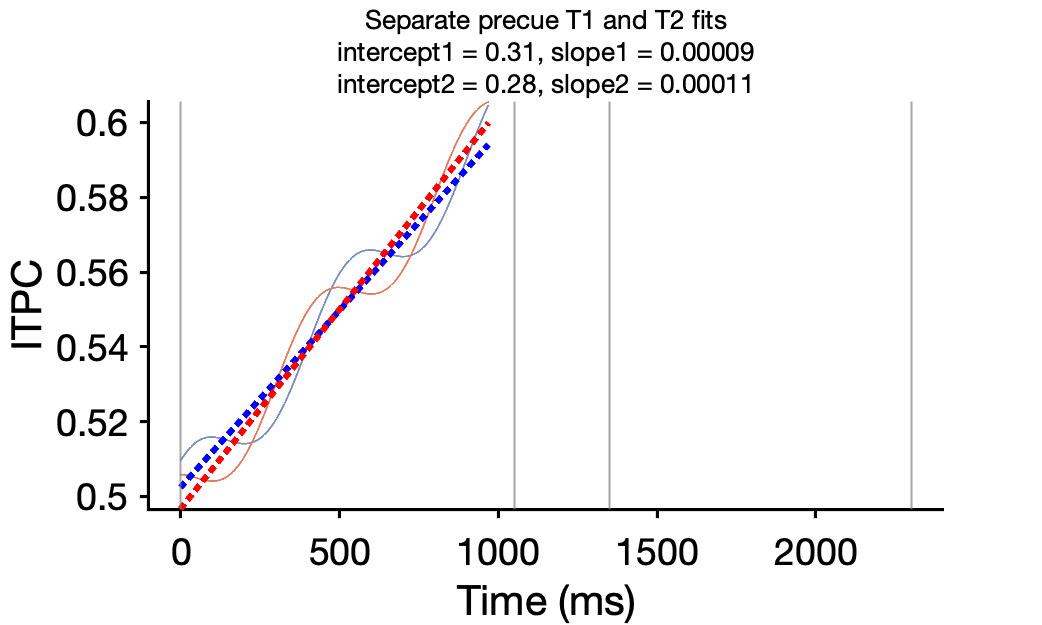 Separate precue T1 and T2 fits
intercept1 = 0.31, slope1 = 0.00009
intercept2 = 0.28, slope2 = 0.00011
0.6
0.58
0.56
0.54
0.52
0.5
ITPC
0
500
1000
1500
2000
Time (ms)